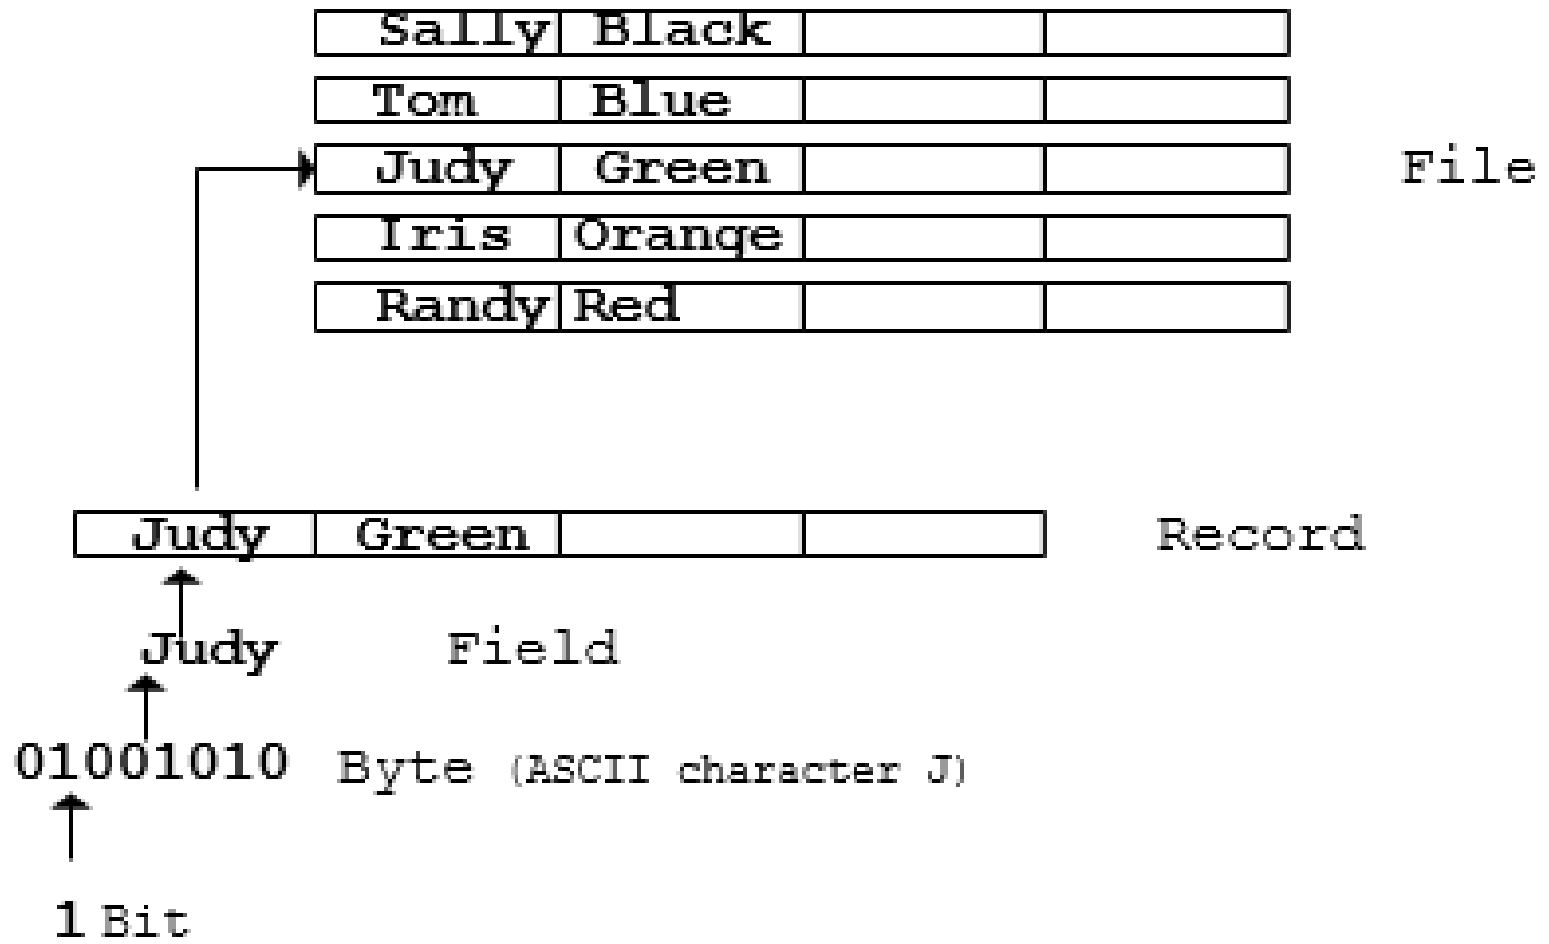 Sally Black
Tom Blue
Judy Green File
Iris Orange
Randy Red
Judy Green Record
Judy Field
01001010 Byte (ASCII character J)
1 Bit